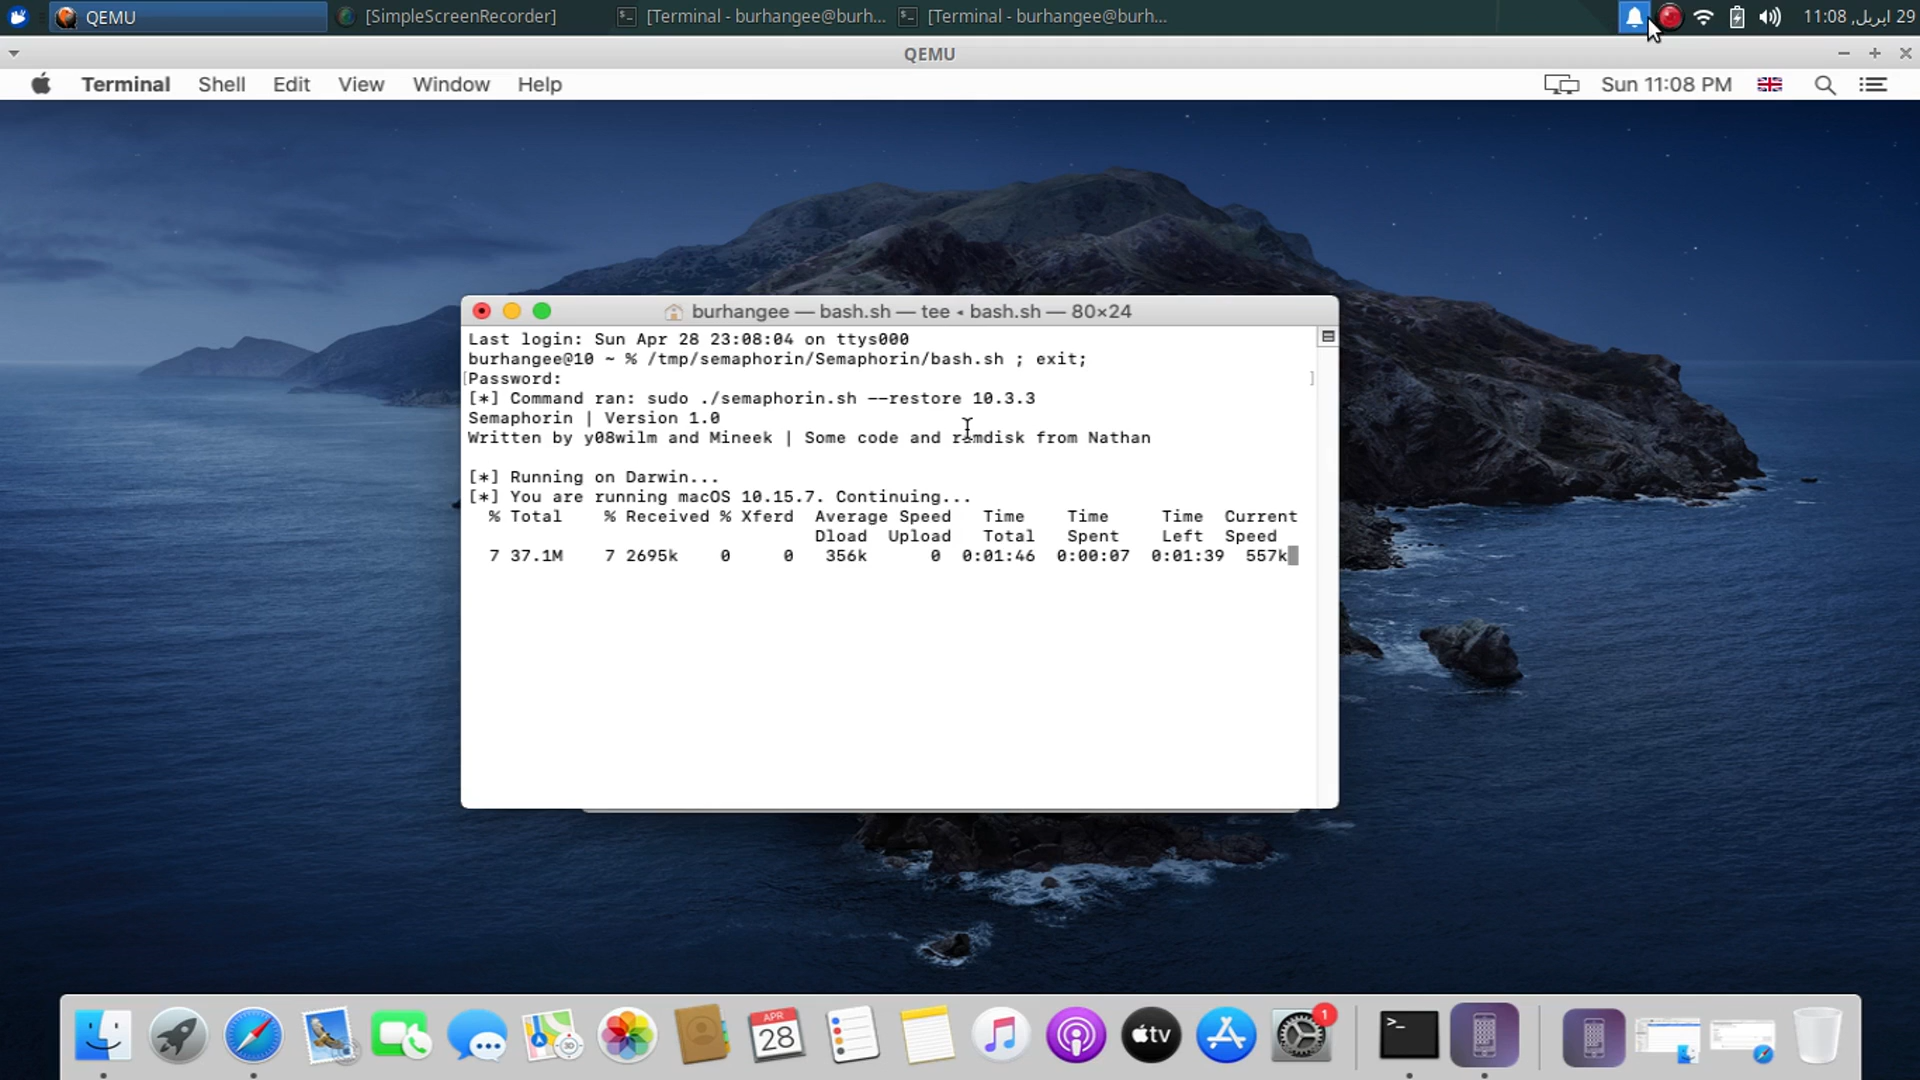 QEMU
[SimpleScreenRecorder]
[Terminal - burhangee@burh...
[Terminal - burhangee@burh...
29 اپریل, 11:08
QEMU
Terminal Shell Edit View Window Help
Sun 11:08 PM
burhangee — bash.sh — tee ◂ bash.sh — 80×24
Last login: Sun Apr 28 23:08:04 on ttys000
burhangee@10 ~ % /tmp/semaphorin/Semaphorin/bash.sh ; exit;
[Password: ]
[*] Command ran: sudo ./semaphorin.sh --restore 10.3.3
Semaphorin | Version 1.0
Written by y08wilm and Mineek | Some code and ramdisk from Nathan
[*] Running on Darwin...
[*] You are running macOS 10.15.7. Continuing...
% Total % Received % Xferd Average Speed Time Time Time Current
Dload Upload Total Spent Left Speed
7 37.1M 7 2695k 0 0 356k 0 0:01:46 0:00:07 0:01:39 557k
APR
28
tv
1
>_